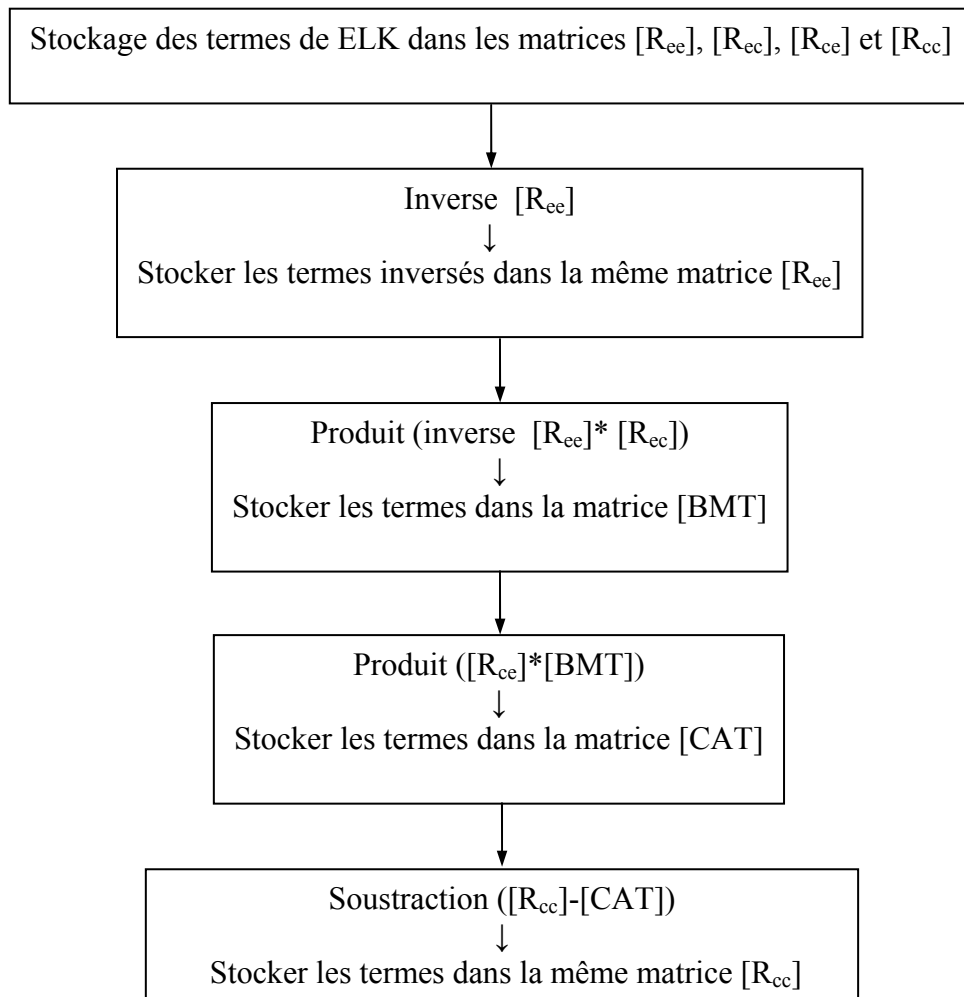 Stockage des termes de ELK dans les matrices [Ree], [Rec], [Rce] et [Rcc]
Inverse [Ree]
↓
Stocker les termes inversés dans la même matrice [Ree]
Produit (inverse [Ree]* [Rec])
↓
Stocker les termes dans la matrice [BMT]
Produit ([Rce]*[BMT])
↓
Stocker les termes dans la matrice [CAT]
Soustraction ([Rcc]-[CAT])
↓
Stocker les termes dans la même matrice [Rcc]